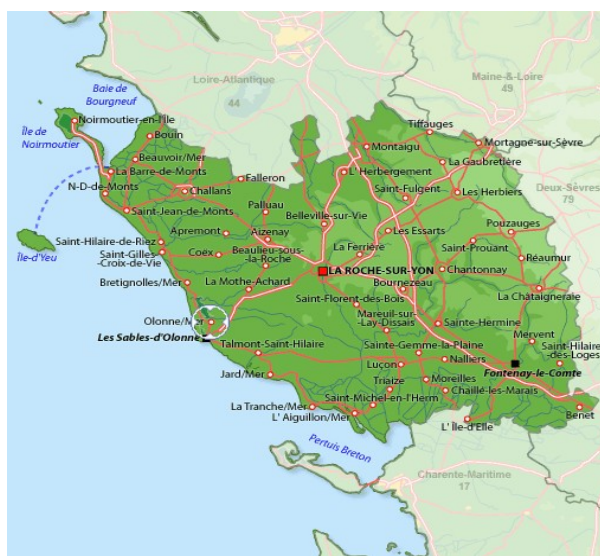 Loire-Atlantique
44
Maine & Loire
49
Baie de
Bourgneuf
Île de
Noirmoutier
Noirmoutier-en-l'Île
Bouin
Tiffauges
Mortagne-sur-Sèvre
Montaigu
Beauvoir/Mer
La Barre-de-Monts
La Gaubretière
L' Herbergement
Falleron
Deux-Sèvres
79
N-D-de-Monts
Challans
Saint-Fulgent
Les Herbiers
Palluau
Saint-Jean-de-Monts
Belleville-sur-Vie
Apremont
Aizenay
Les Essarts
Pouzauges
Île-d'Yeu
Saint-Hilaire-de-Riez
Saint-Gilles
-Croix-de-Vie
Coëx
Beaulieu-sous
-la-Roche
La Ferrière
Saint-Prouant
Réaumur
LA ROCHE-SUR-YON
Chantonnay
Bretignolles/Mer
La Mothe-Achard
Bournezeau
La Châtaigneraie
Saint-Florent-des-Bois
Mareuil-sur
-Lay-Dissais
Olonne/Mer
Les Sables-d'Olonne
Sainte-Hermine
Mervent
Talmont-Saint-Hilaire
Sainte-Gemme-la-Plaine
Saint-Hilaire
-des-Loges
Nalliers
Luçon
Fontenay-le-Comte
Jard/Mer
Triaize
Moreilles
Chaillé-les-Marais
Saint-Michel-en-l'Herm
La Tranche/Mer
L' Aiguillon/Mer
Benet
L' Île-d'Elle
Pertuis Breton
Charente-Maritime
17